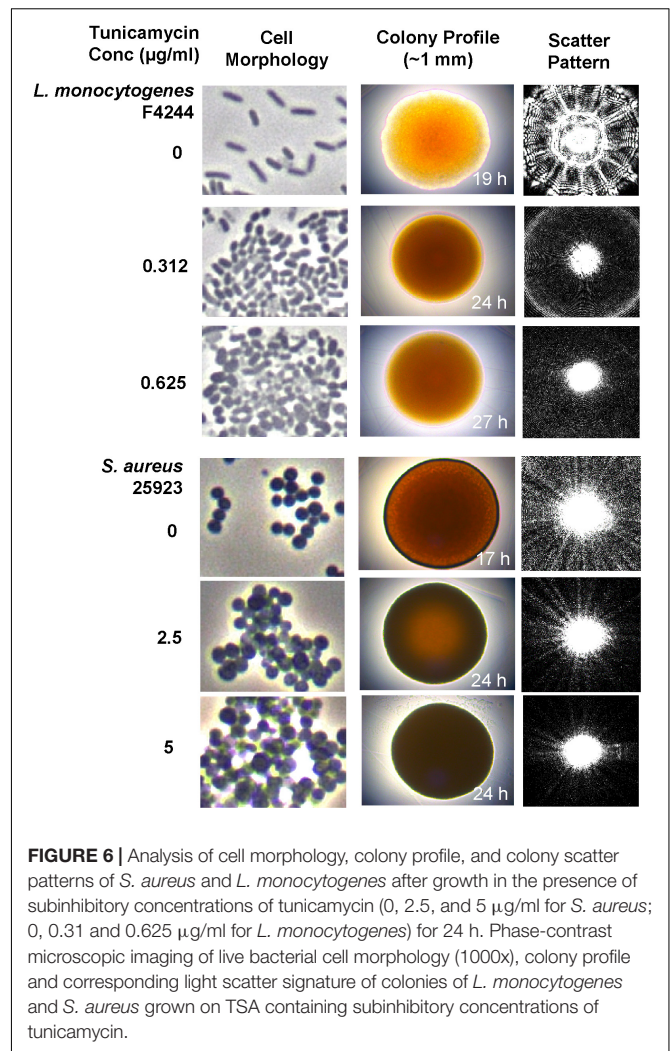 Tunicamycin Conc (µg/ml)
Cell Morphology
Colony Profile (~1 mm)
Scatter Pattern
L. monocytogenes F4244
0
19 h
0.312
24 h
0.625
27 h
S. aureus 25923
0
17 h
2.5
24 h
5
24 h
FIGURE 6 | Analysis of cell morphology, colony profile, and colony scatter
patterns of S. aureus and L. monocytogenes after growth in the presence of
subinhibitory concentrations of tunicamycin (0, 2.5, and 5 µg/ml for S. aureus;
0, 0.31 and 0.625 µg/ml for L. monocytogenes) for 24 h. Phase-contrast
microscopic imaging of live bacterial cell morphology (1000x), colony profile
and corresponding light scatter signature of colonies of L. monocytogenes
and S. aureus grown on TSA containing subinhibitory concentrations of
tunicamycin.